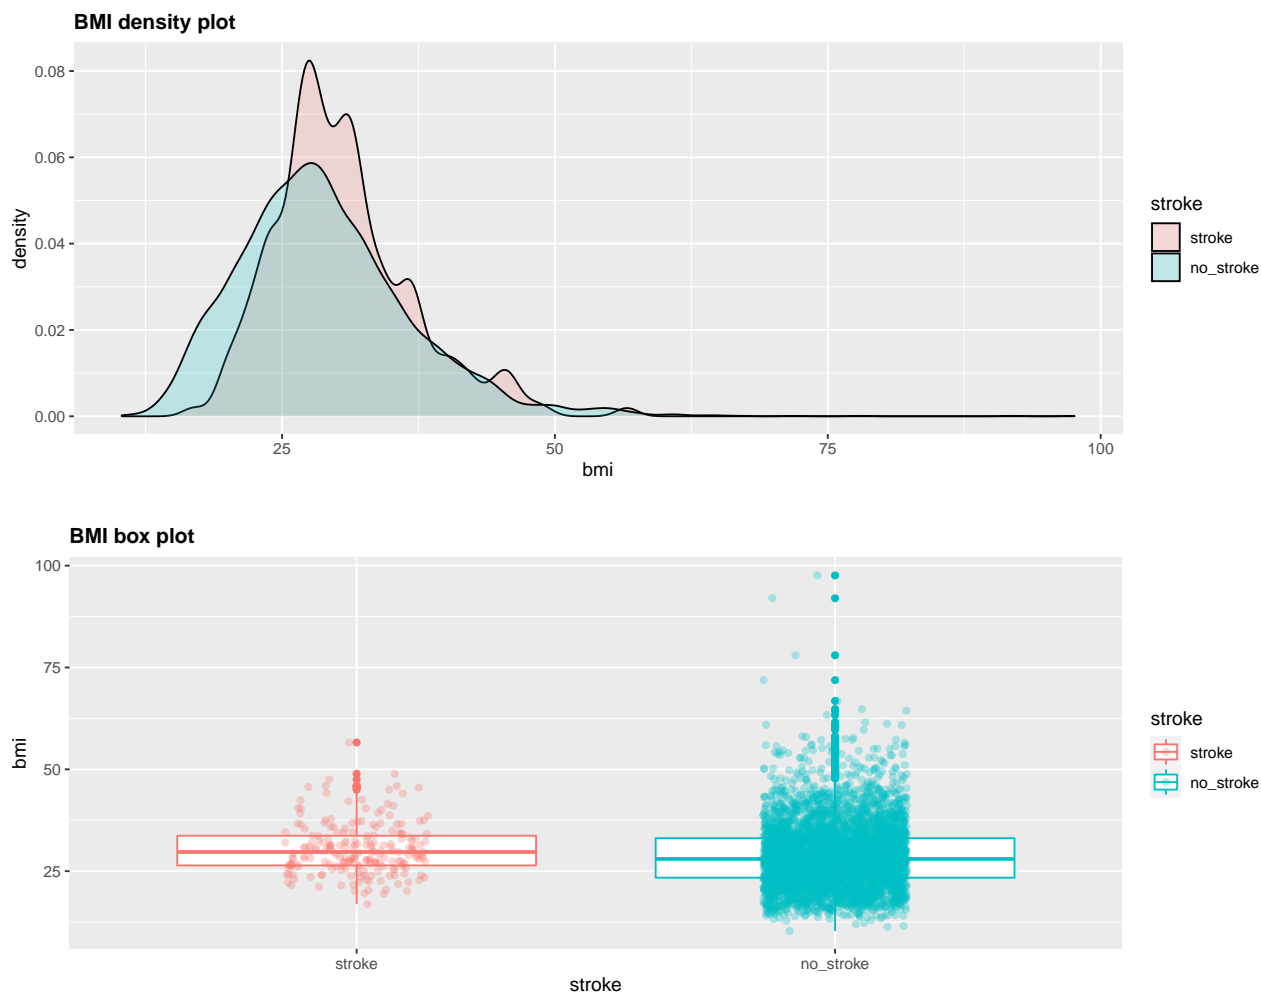 BMI density plot
0.08
0.06
0.04
0.02
0.00
density
25 50 75 100
bmi
stroke
stroke
no_stroke
BMI box plot
100
75
50
25
bmi
stroke no_stroke
stroke
stroke
stroke
no_stroke